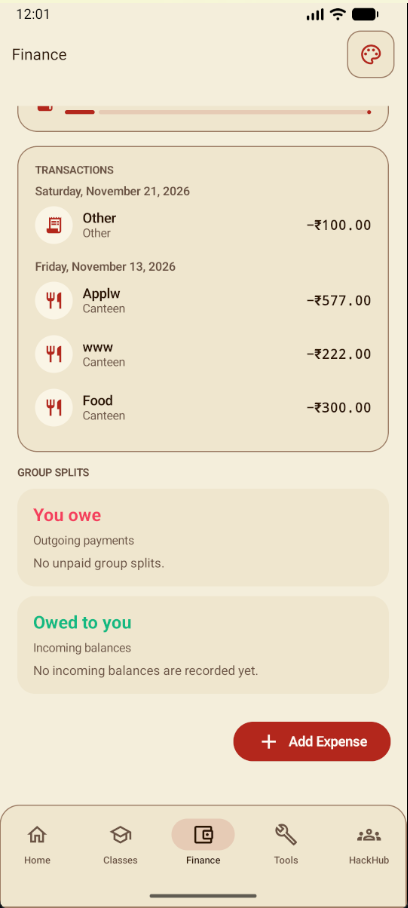 12:01
Finance
TRANSACTIONS
Saturday, November 21, 2026
Other
Other
−₹100.00
Friday, November 13, 2026
Applw
Canteen
−₹577.00
www
Canteen
−₹222.00
Food
Canteen
−₹300.00
GROUP SPLITS
You owe
Outgoing payments
No unpaid group splits.
Owed to you
Incoming balances
No incoming balances are recorded yet.
+ Add Expense
Home
Classes
Finance
Tools
HackHub